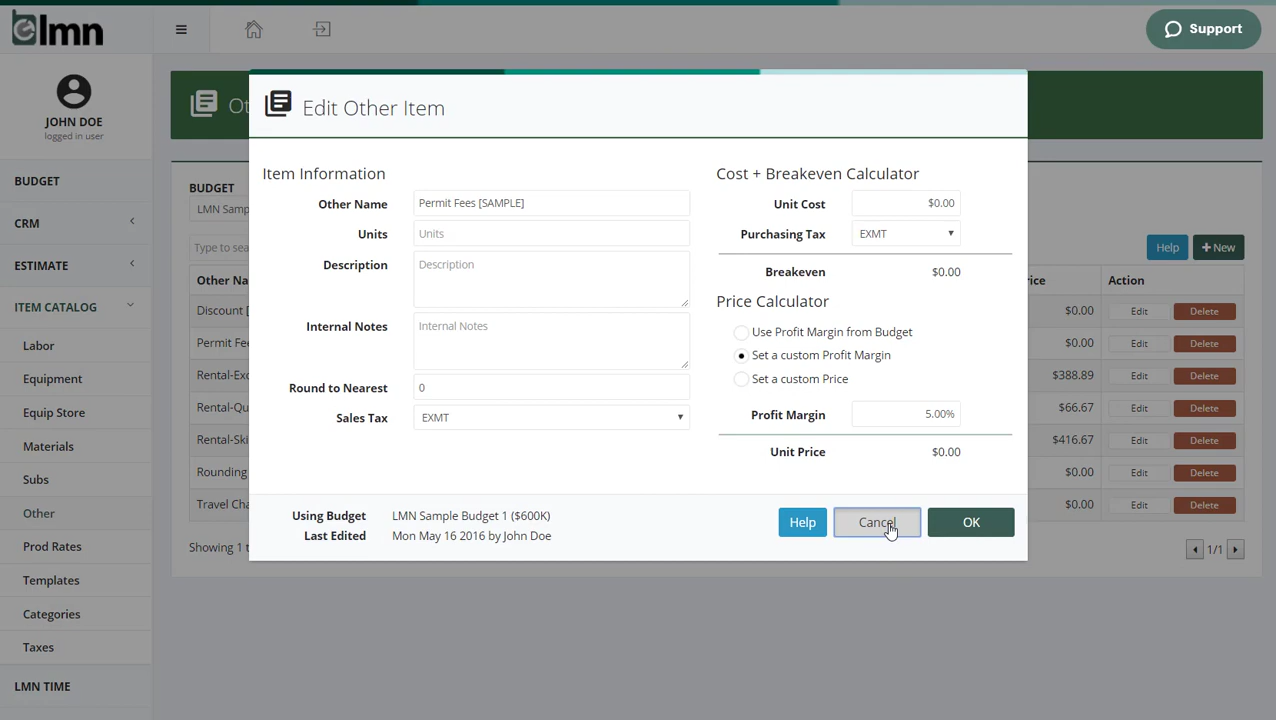 lmn
Support
JOHN DOE
logged in user
BUDGET
CRM
ESTIMATE
ITEM CATALOG
Labor
Equipment
Equip Store
Materials
Subs
Other
Prod Rates
Templates
Categories
Taxes
LMN TIME
Ot
BUDGET
LMN Samp
Type to sea
Help
+ New
Other Na
rice
Action
Discount [
$0.00
Edit
Delete
Permit Fe
$0.00
Edit
Delete
Rental-Exc
$388.89
Edit
Delete
Rental-Qu
$66.67
Edit
Delete
Rental-Ski
$416.67
Edit
Delete
Rounding
$0.00
Edit
Delete
Travel Cha
$0.00
Edit
Delete
Showing 1 t
1/1
Edit Other Item
Item Information
Other Name
Permit Fees [SAMPLE]
Units
Units
Description
Description
Internal Notes
Internal Notes
Round to Nearest
0
Sales Tax
EXMT
Cost + Breakeven Calculator
Unit Cost
$0.00
Purchasing Tax
EXMT
Breakeven
$0.00
Price Calculator
Use Profit Margin from Budget
Set a custom Profit Margin
Set a custom Price
Profit Margin
5.00%
Unit Price
$0.00
Using Budget
LMN Sample Budget 1 ($600K)
Last Edited
Mon May 16 2016 by John Doe
Help
Cancel
OK